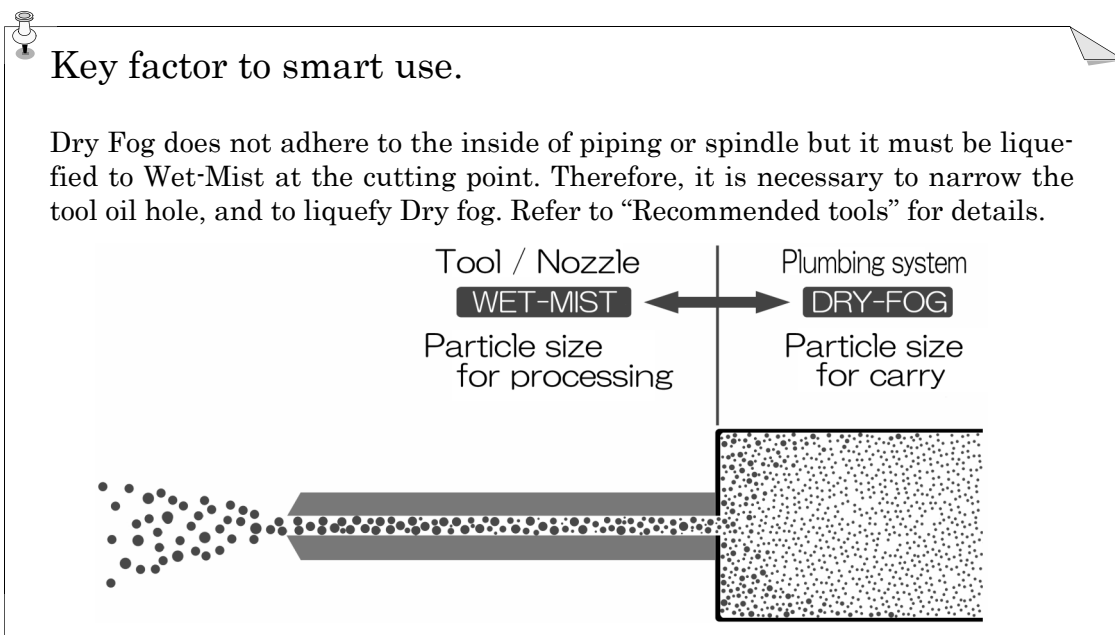 Key factor to smart use.
Dry Fog does not adhere to the inside of piping or spindle but it must be lique-
fied to Wet-Mist at the cutting point. Therefore, it is necessary to narrow the
tool oil hole, and to liquefy Dry fog. Refer to “Recommended tools” for details.
Tool / Nozzle
WET-MIST
Particle size
for processing
Plumbing system
DRY-FOG
Particle size
for carry